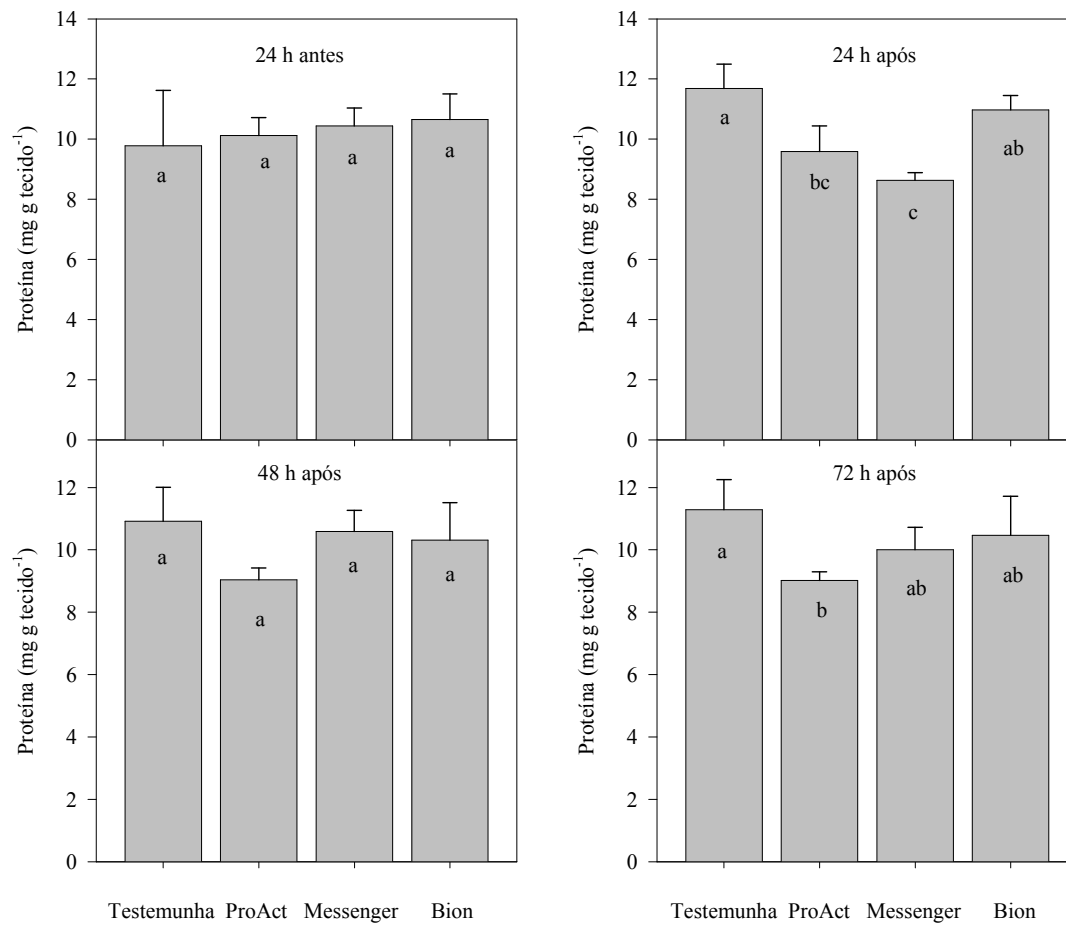 24 h antes
Proteína (mg g tecido-1)
14
12
10
8
6
4
2
0
a
a
a
a
24 h após
Proteína (mg g tecido-1)
14
12
10
8
6
4
2
0
a
bc
c
ab
48 h após
Proteína (mg g tecido-1)
12
10
8
6
4
2
0
a
a
a
a
Testemunha ProAct Messenger Bion
72 h após
Proteína (mg g tecido-1)
12
10
8
6
4
2
0
a
b
ab
ab
Testemunha ProAct Messenger Bion